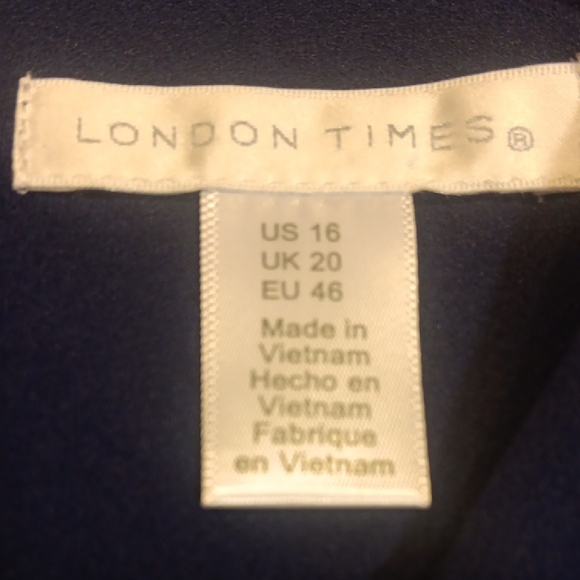 LONDON TIMES®
US 16
UK 20
EU 46
Made in
Vietnam
Hecho en
Vietnam
Fabrique
en Vietnam